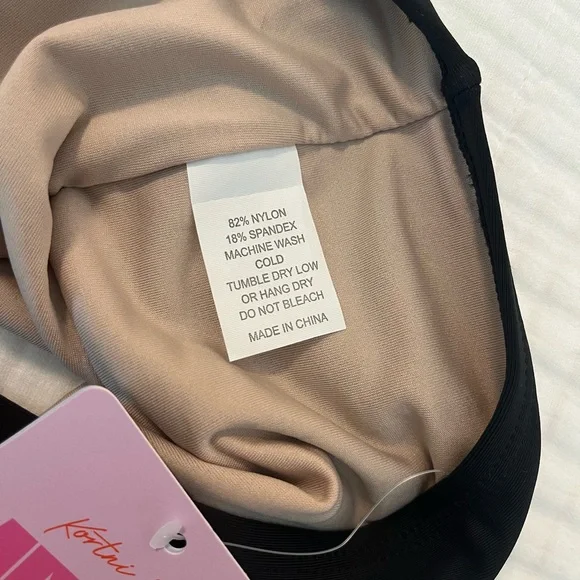 82% NYLON
18% SPANDEX
MACHINE WASH
COLD
TUMBLE DRY LOW
OR HANG DRY
DO NOT BLEACH
MADE IN CHINA
Kortni